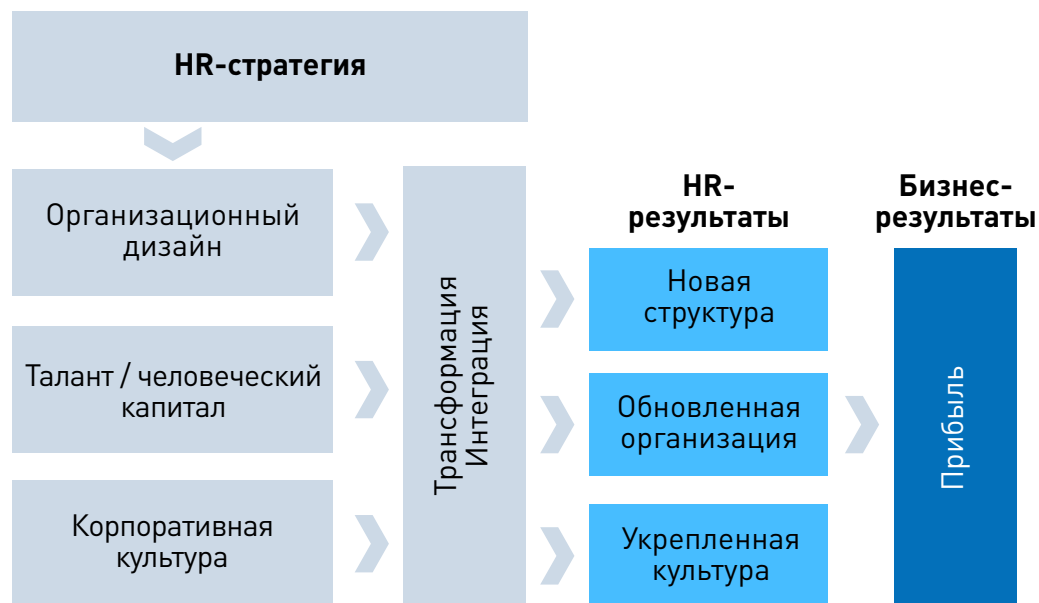 HR-стратегия
Организационный
дизайн
Талант / человеческий
капитал
Корпоративная
культура
Трансформация
Интеграция
HR-
результаты
Новая
структура
Обновленная
организация
Укрепленная
культура
Бизнес-
результаты
Прибыль